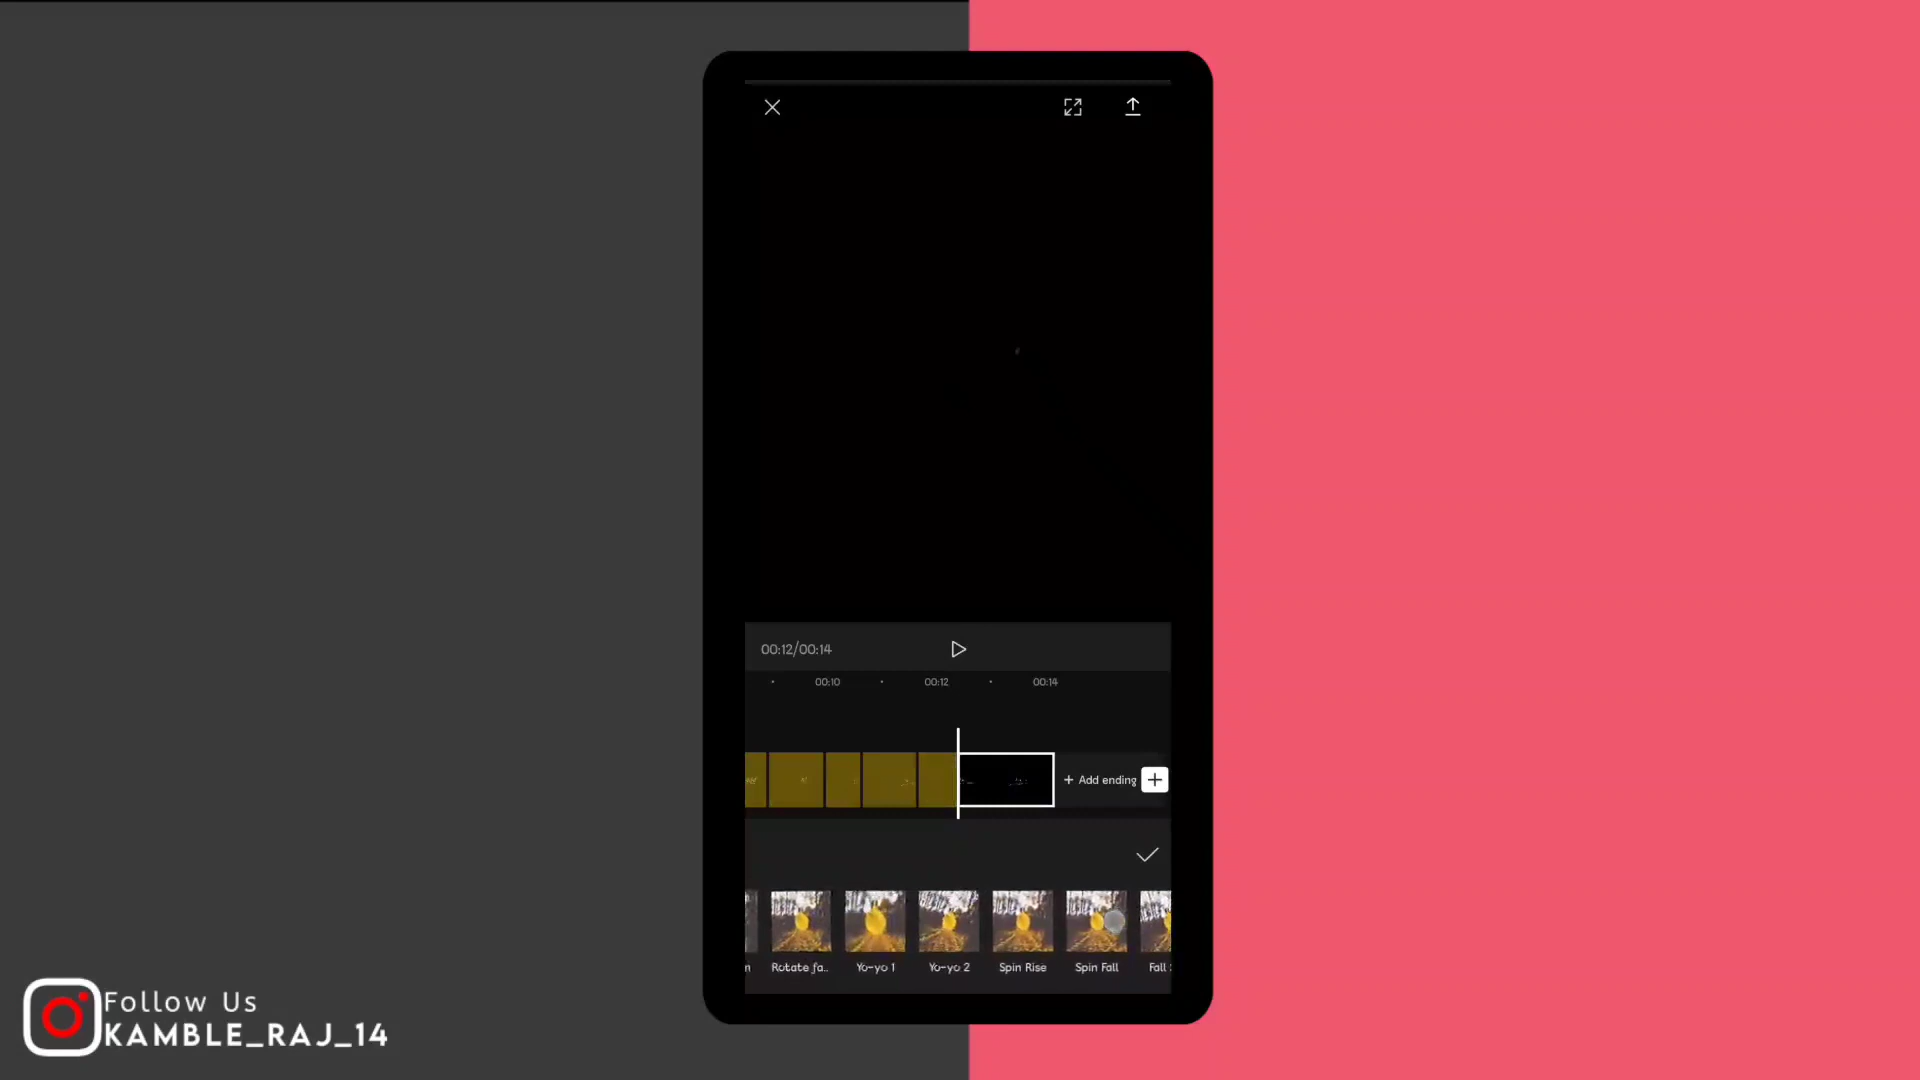 00:12/00:14
00:10 00:12 00:14
+ Add ending
Rotate fa.. Yo-yo 1 Yo-yo 2 Spin Rise Spin Fall Fall
Follow Us
KAMBLE_RAJ_14